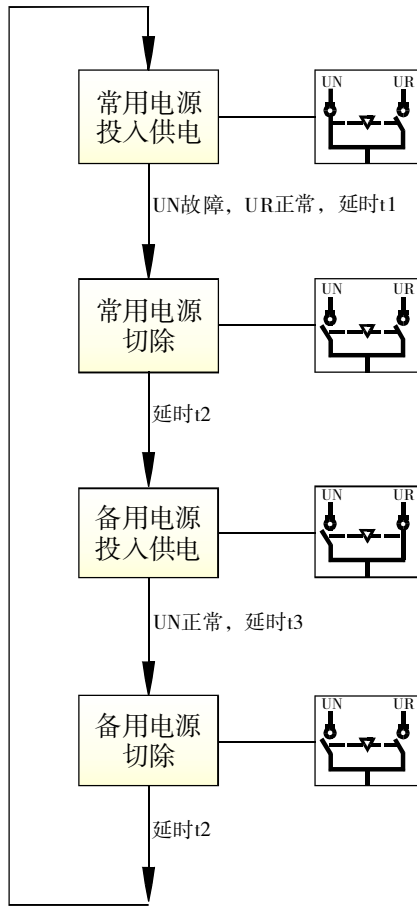 常用电源
投入供电
UN UR
UN故障，UR正常，延时t1
常用电源
切除
UN UR
延时t2
备用电源
投入供电
UN UR
UN正常，延时t3
备用电源
切除
UN UR
延时t2